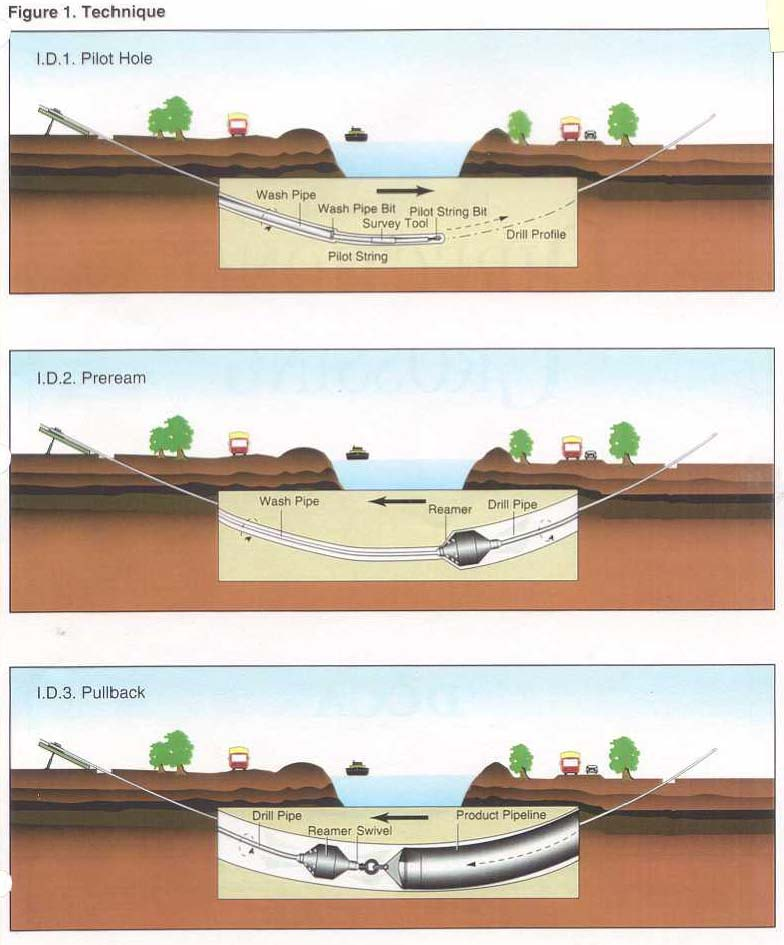 Figure 1. Technique
I.D.1. Pilot Hole
Wash Pipe
Wash Pipe Bit
Pilot String Bit
Survey Tool
Drill Profile
Pilot String
I.D.2. Preream
Wash Pipe
Reamer
Drill Pipe
I.D.3. Pullback
Drill Pipe
Product Pipeline
Reamer Swivel